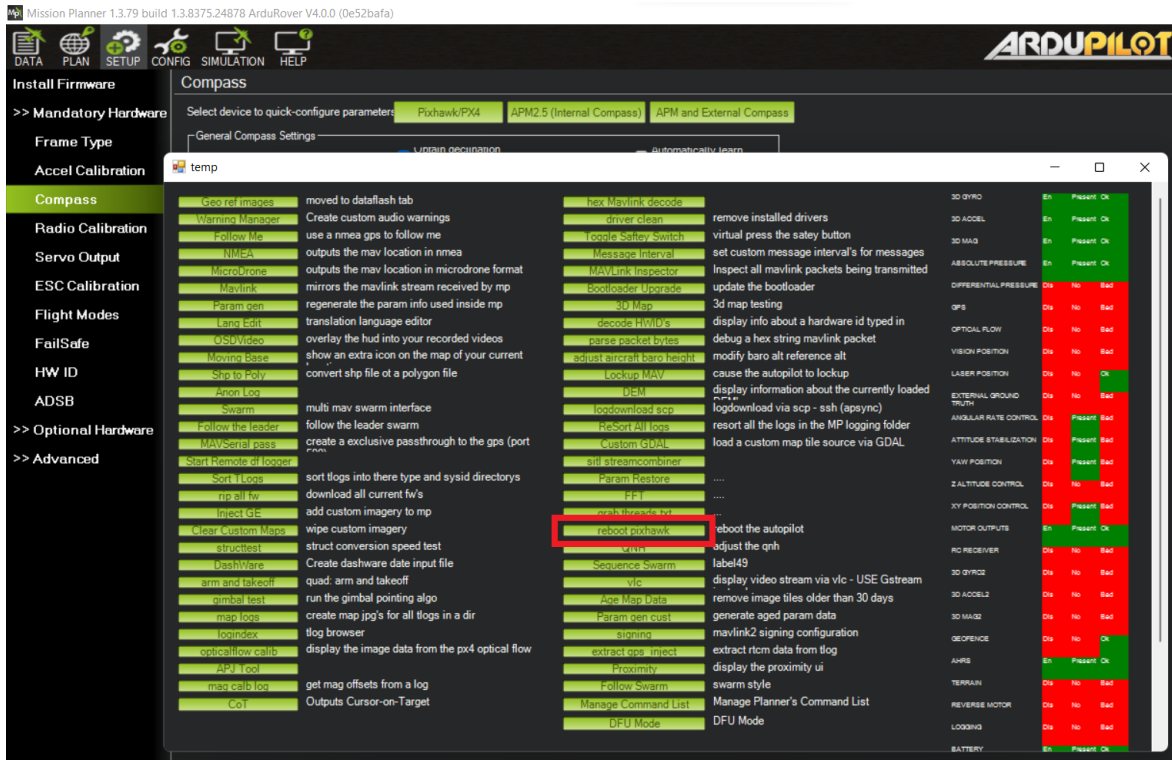 Mission Planner 1.3.79 build 1.3.8375.24878 ArduRover V4.0.0 (0e52bafa)
DATA PLAN SETUP CONFIG SIMULATION HELP
ARDUPILOT
Install Firmware
>> Mandatory Hardware
Frame Type
Accel Calibration
Compass
Radio Calibration
Servo Output
ESC Calibration
Flight Modes
FailSafe
HW ID
ADSB
>> Optional Hardware
>> Advanced
Compass
Select device to quick-configure parameters
Pixhawk/PX4
APM2.5 (Internal Compass)
APM and External Compass
General Compass Settings
Obtain declination
Automatically learn
temp
Geo ref images moved to dataflash tab
Warning Manager Create custom audio warnings
Follow Me use a nmea gps to follow me
NMEA outputs the mav location in nmea
MicroDrone outputs the mav location in microdrone format
Mavlink mirrors the mavlink stream received by mp
Param gen regenerate the param info used inside mp
Lang Edit translation language editor
OSDVideo overlay the hud into your recorded videos
Moving Base show an extra icon on the map of your current
Shp to Poly convert shp file ot a polygon file
Anon Log
Swarm multi mav swarm interface
Follow the leader follow the leader swarm
MAVSerial pass create a exclusive passthrough to the gps (port
Start Remote df logger
Sort TLogs sort tlogs into there type and sysid directorys
rip all fw download all current fw's
Inject GE add custom imagery to mp
Clear Custom Maps wipe custom imagery
structtest struct conversion speed test
DashWare Create dashware date input file
arm and takeoff quad: arm and takeoff
gimbal test run the gimbal pointing algo
map logs create map jpg's for all tlogs in a dir
logindex tlog browser
opticalflow calib display the image data from the px4 optical flow
APJ Tool
mag calb log get mag offsets from a log
CoT Outputs Cursor-on-Target
hex Mavlink decode
driver clean remove installed drivers
Toggle Saftey Switch virtual press the satey button
Message Interval set custom message interval's for messages
MAVLink Inspector Inspect all mavlink packets being transmitted
Bootloader Upgrade update the bootloader
3D Map 3d map testing
decode HWID's display info about a hardware id typed in
parse packet bytes debug a hex string mavlink packet
adjust aircraft baro height modify baro alt reference alt
Lockup MAV cause the autopilot to lockup
DEM display information about the currently loaded
logdownload scp logdownload via scp - ssh (apsync)
ReSort All logs resort all the logs in the MP logging folder
Custom GDAL load a custom map tile source via GDAL
sitl streamcombiner
Param Restore ....
FFT ....
grab threads txt ...
reboot pixhawk reboot the autopilot
QNH adjust the qnh
Sequence Swarm label49
vlc display video stream via vlc - USE Gstream
Age Map Data remove image tiles older than 30 days
Param gen cust generate aged param data
signing mavlink2 signing configuration
extract gps_inject extract rtcm data from tlog
Proximity display the proximity ui
Follow Swarm swarm style
Manage Command List Manage Planner's Command List
DFU Mode DFU Mode
3D GYRO En Present Ok
3D ACCEL En Present Ok
3D MAG En Present Ok
ABSOLUTE PRESSURE En Present Ok
DIFFERENTIAL PRESSURE Dis No Bad
GPS Dis No Bad
OPTICAL FLOW Dis No Bad
VISION POSITION Dis No Bad
LASER POSITION Dis No Ok
EXTERNAL GROUND TRUTH Dis No Bad
ANGULAR RATE CONTROL Dis Present Bad
ATTITUDE STABILIZATION Dis Present Bad
YAW POSITION Dis Present Bad
Z ALTITUDE CONTROL Dis No Bad
XY POSITION CONTROL Dis Present Bad
MOTOR OUTPUTS En Present Ok
RC RECEIVER Dis No Bad
3D GYRO2 Dis No Bad
3D ACCEL2 Dis No Bad
3D MAG2 Dis No Bad
GEOFENCE Dis No Ok
AHRS En Present Ok
TERRAIN Dis No Bad
REVERSE MOTOR Dis No Bad
LOGGING Dis No Bad
BATTERY En Present Ok